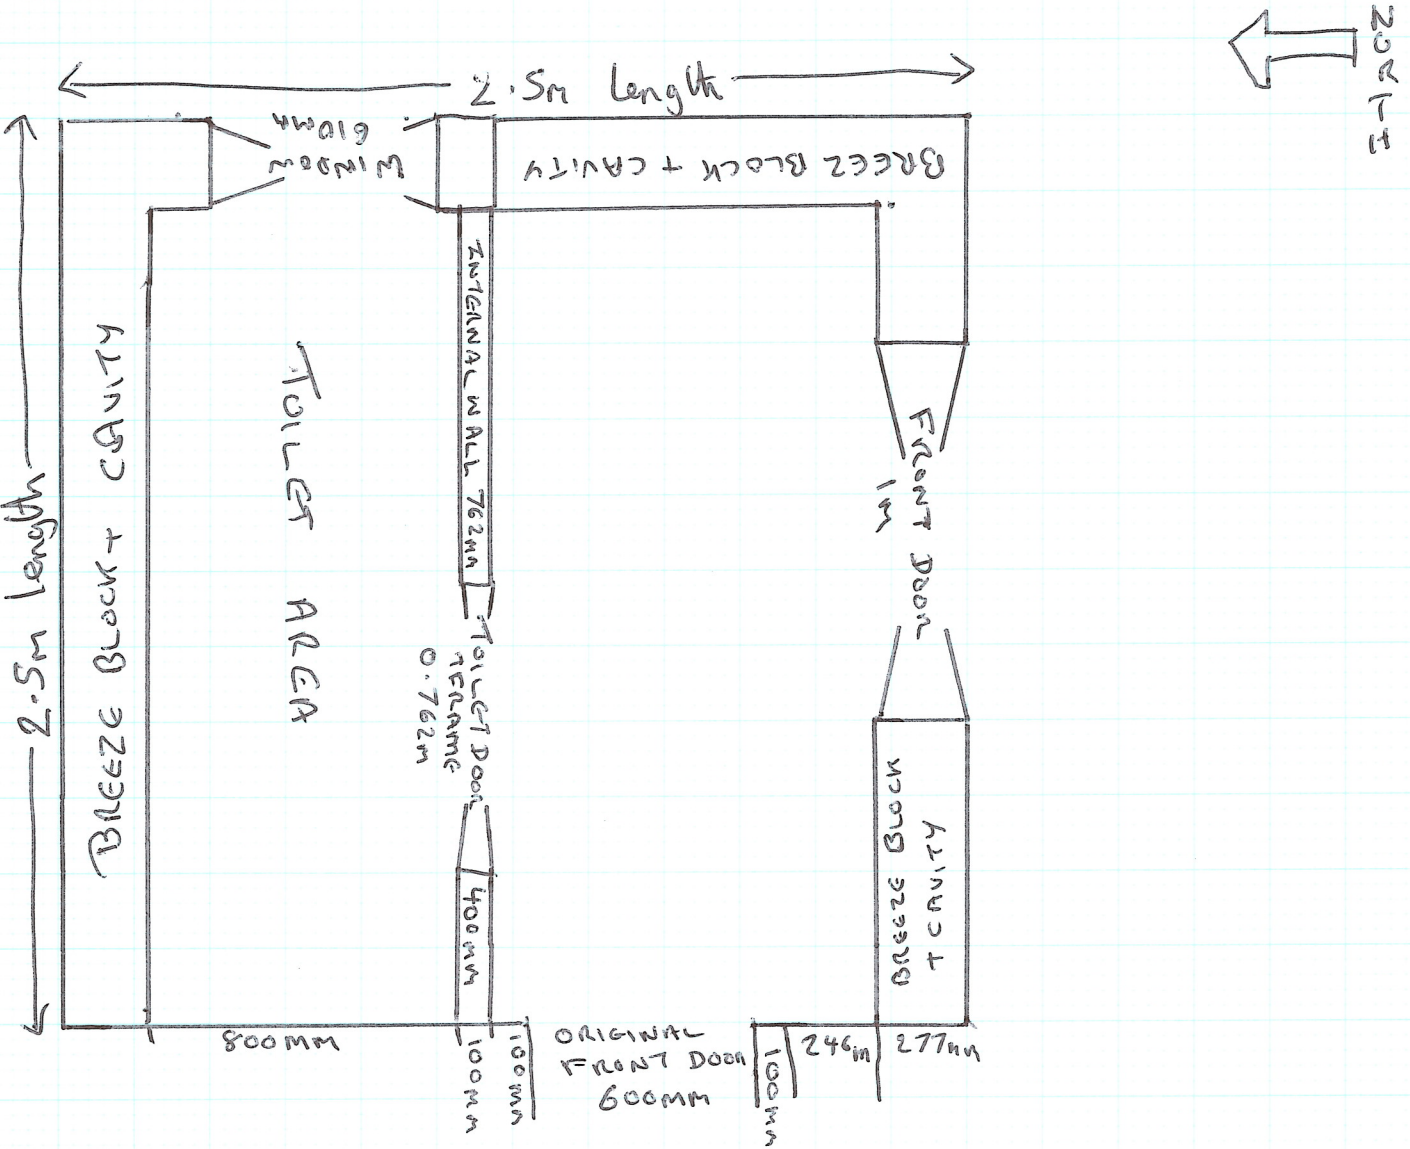 NORTH
2.5m Length
WINDOW
610MM
BREEZ BLOCK + CAVITY
2.5m Length
BREEZE BLOCK + CAVITY
TOILET AREA
INTERNAL WALL 762mm
TOILET DOOR
+ FRAME
0.762m
400mm
FRONT DOOR
1m
BREEZE BLOCK
+ CAVITY
800MM
100mm
100mm
ORIGINAL
FRONT DOOR
600MM
100mm
246m
277mm